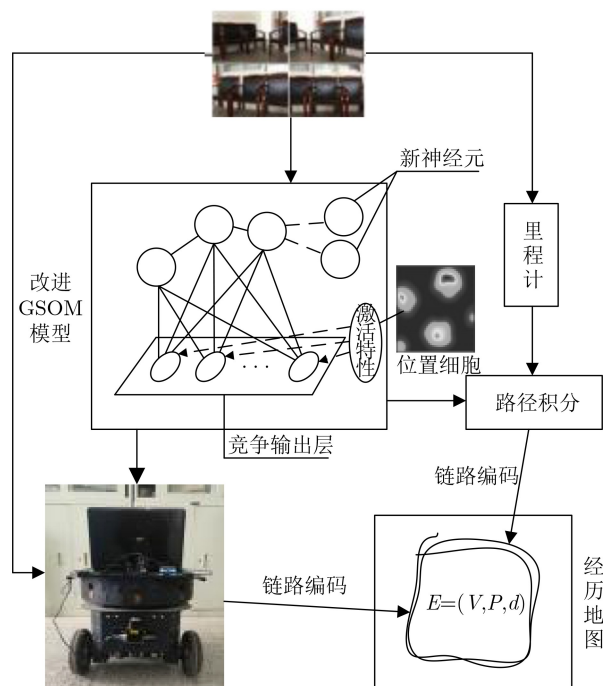 新神经元
里程计
改进
GSOM
模型
激活特性
位置细胞
···
路径积分
竞争输出层
链路编码
链路编码
E=(V,P,d)
经历地图